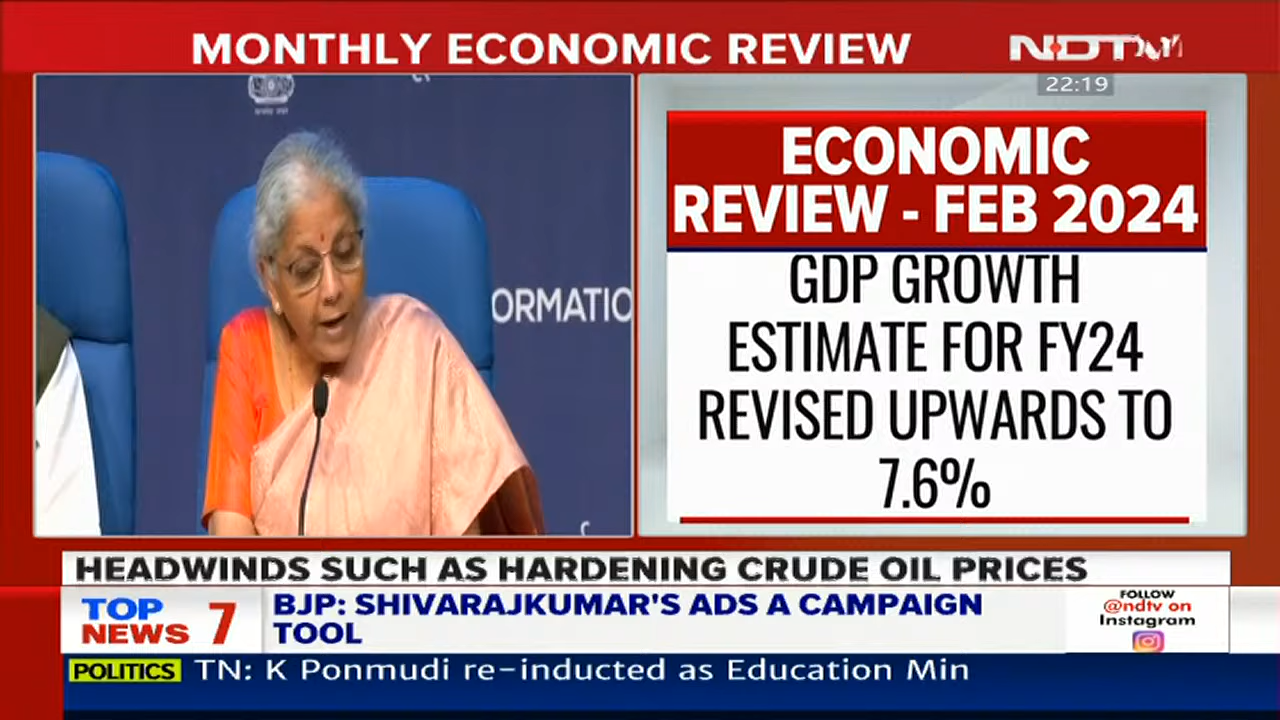 MONTHLY ECONOMIC REVIEW
NDTV
22:19
ORMATIO
ECONOMIC
REVIEW - FEB 2024
GDP GROWTH
ESTIMATE FOR FY24
REVISED UPWARDS TO
7.6%
HEADWINDS SUCH AS HARDENING CRUDE OIL PRICES
TOP
NEWS 7
BJP: SHIVARAJKUMAR'S ADS A CAMPAIGN
TOOL
FOLLOW
@ndtv on
Instagram
POLITICS TN: K Ponmudi re-inducted as Education Min